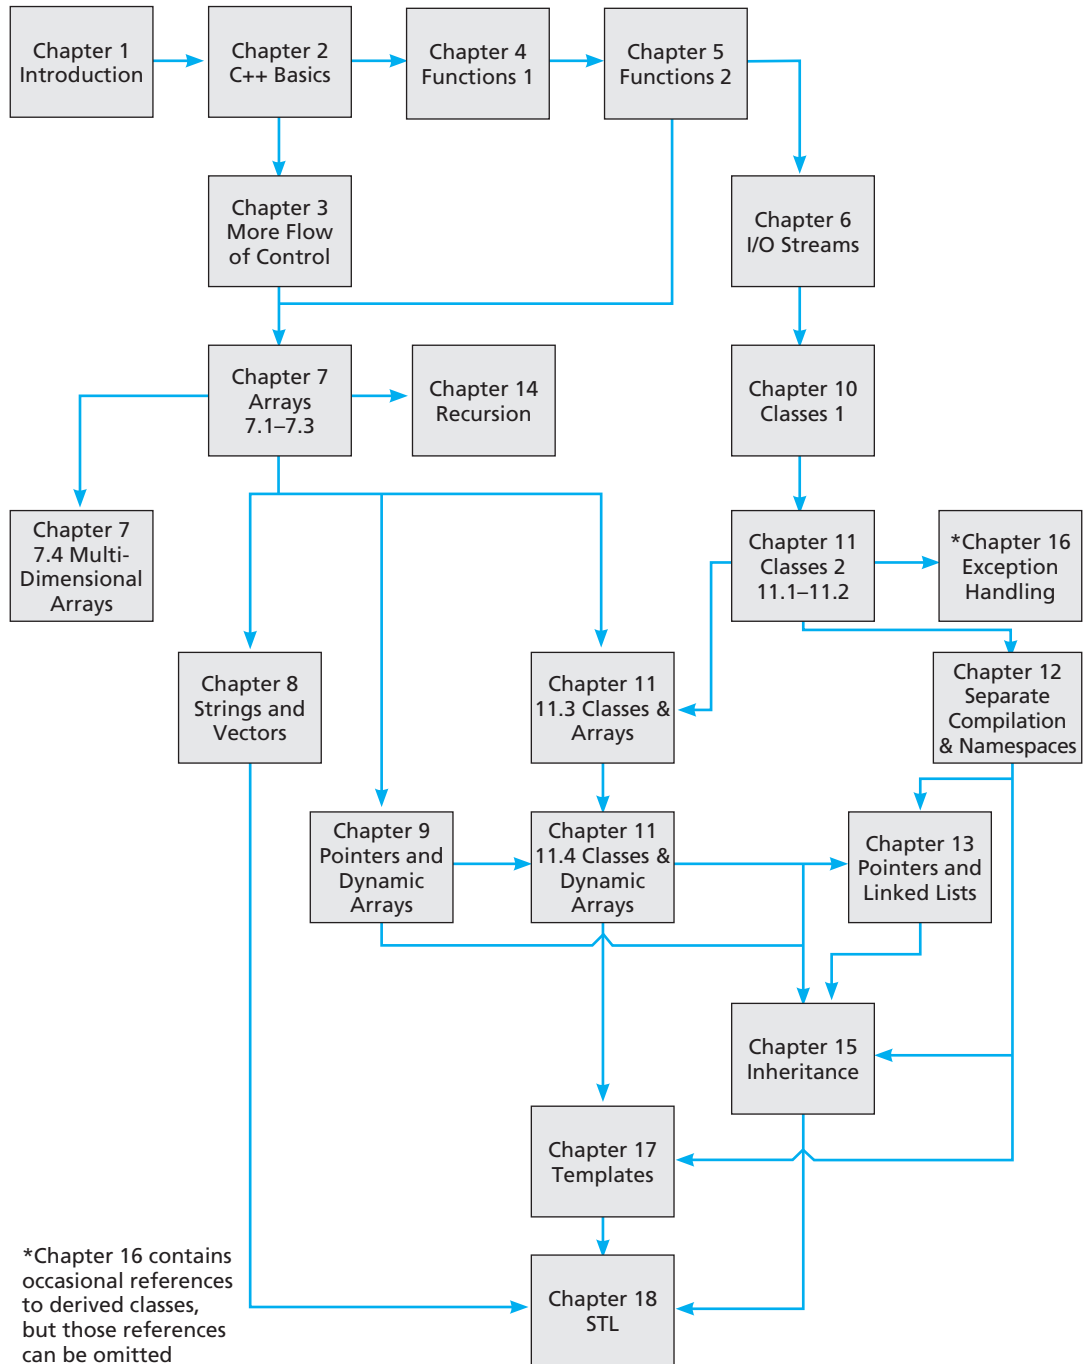 Chapter 1
Introduction
Chapter 2
C++ Basics
Chapter 4
Functions 1
Chapter 5
Functions 2
Chapter 3
More Flow
of Control
Chapter 6
I/O Streams
Chapter 7
Arrays
7.1–7.3
Chapter 14
Recursion
Chapter 10
Classes 1
Chapter 7
7.4 Multi-
Dimensional
Arrays
Chapter 11
Classes 2
11.1–11.2
*Chapter 16
Exception
Handling
Chapter 8
Strings and
Vectors
Chapter 11
11.3 Classes &
Arrays
Chapter 12
Separate
Compilation
& Namespaces
Chapter 9
Pointers and
Dynamic
Arrays
Chapter 11
11.4 Classes &
Dynamic
Arrays
Chapter 13
Pointers and
Linked Lists
Chapter 15
Inheritance
Chapter 17
Templates
Chapter 18
STL
*Chapter 16 contains
occasional references
to derived classes,
but those references
can be omitted